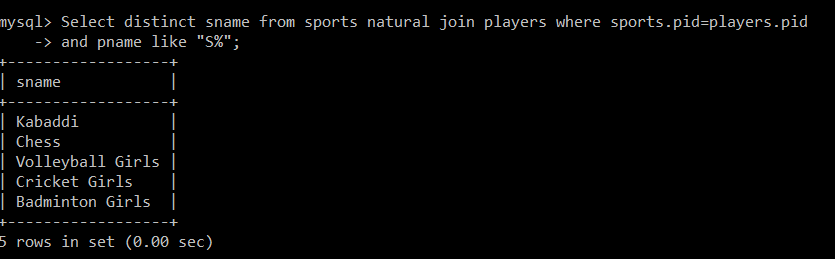 mysql> Select distinct sname from sports natural join players where sports.pid=players.pid
    -> and pname like "S%";
+------------------+
| sname            |
+------------------+
| Kabaddi          |
| Chess            |
| Volleyball Girls |
| Cricket Girls    |
| Badminton Girls  |
+------------------+
5 rows in set (0.00 sec)